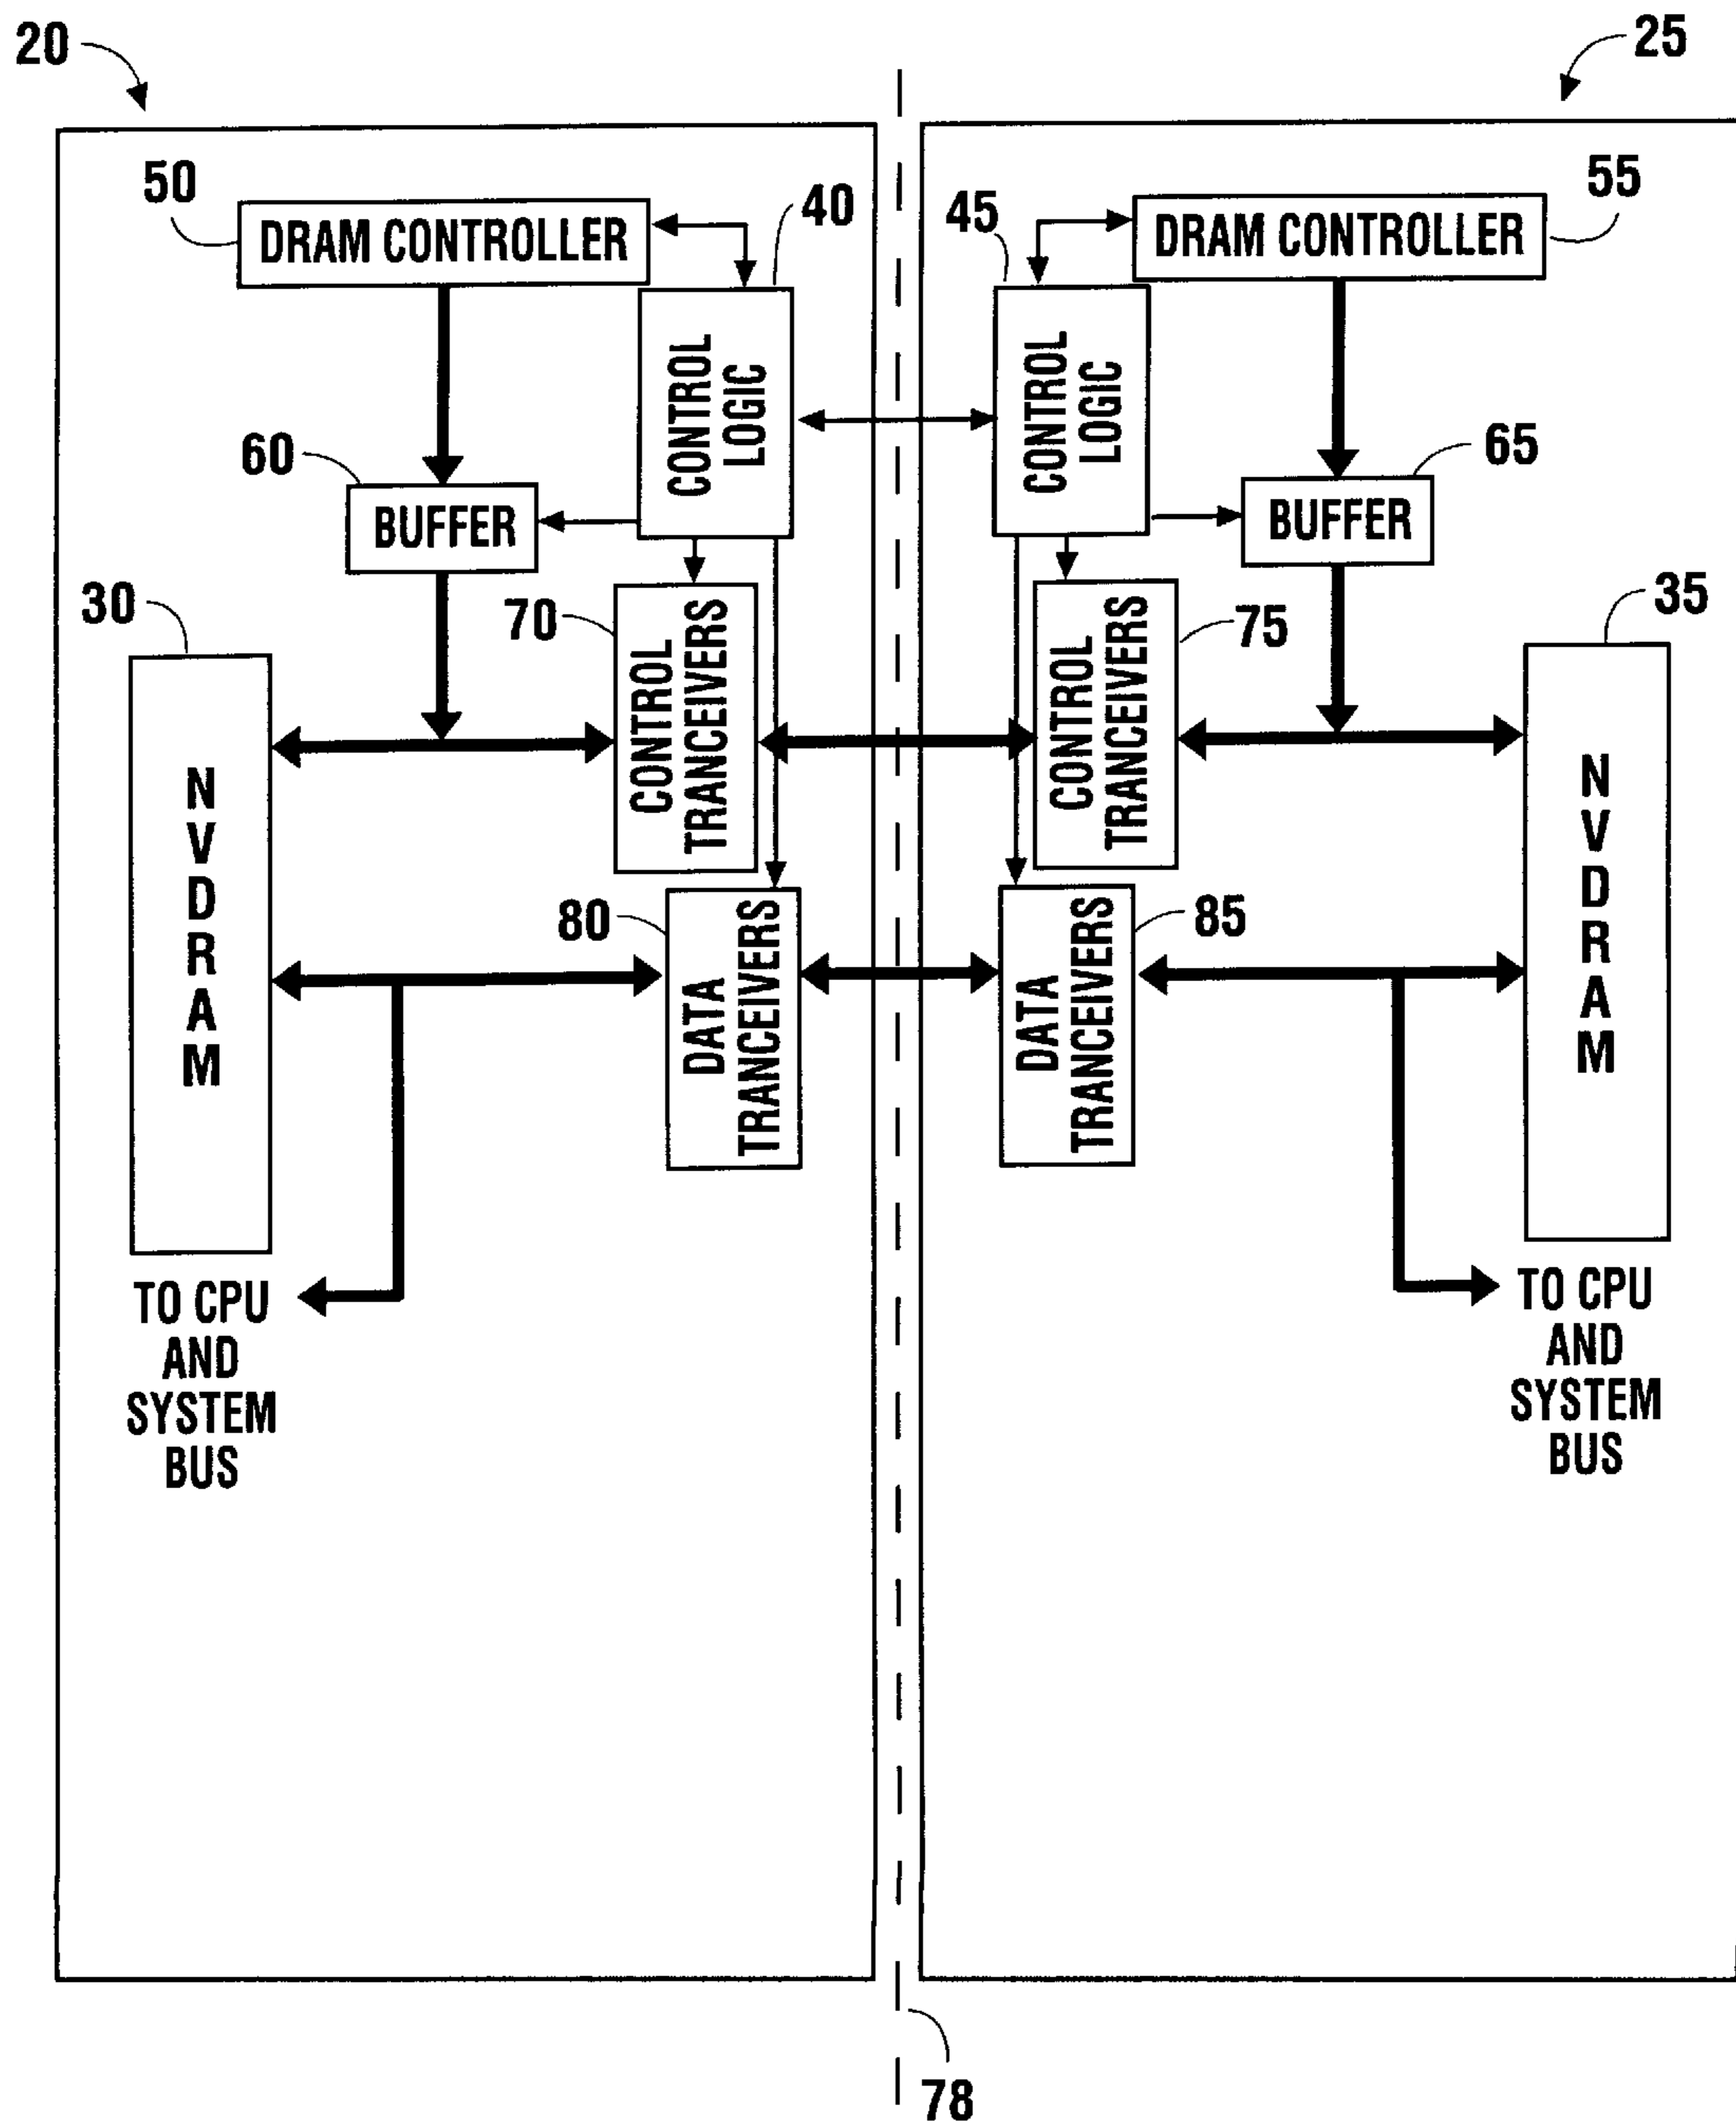 20
25
50
DRAM CONTROLLER
40
45
DRAM CONTROLLER
55
CONTROL
LOGIC
CONTROL
LOGIC
60
BUFFER
BUFFER
65
30
70
CONTROL
TRANCEIVERS
CONTROL
TRANCEIVERS
75
35
NVDRAM
NVDRAM
80
DATA
TRANCEIVERS
DATA
TRANCEIVERS
85
TO CPU
AND
SYSTEM
BUS
TO CPU
AND
SYSTEM
BUS
78